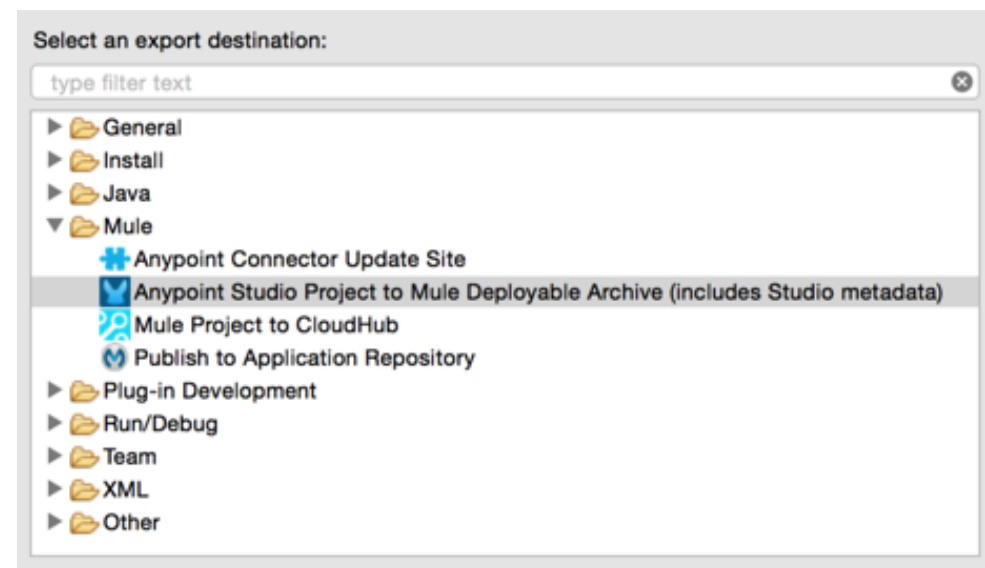 Select an export destination:
type filter text
General
Install
Java
Mule
Anypoint Connector Update Site
Anypoint Studio Project to Mule Deployable Archive (includes Studio metadata)
Mule Project to CloudHub
Publish to Application Repository
Plug-in Development
Run/Debug
Team
XML
Other